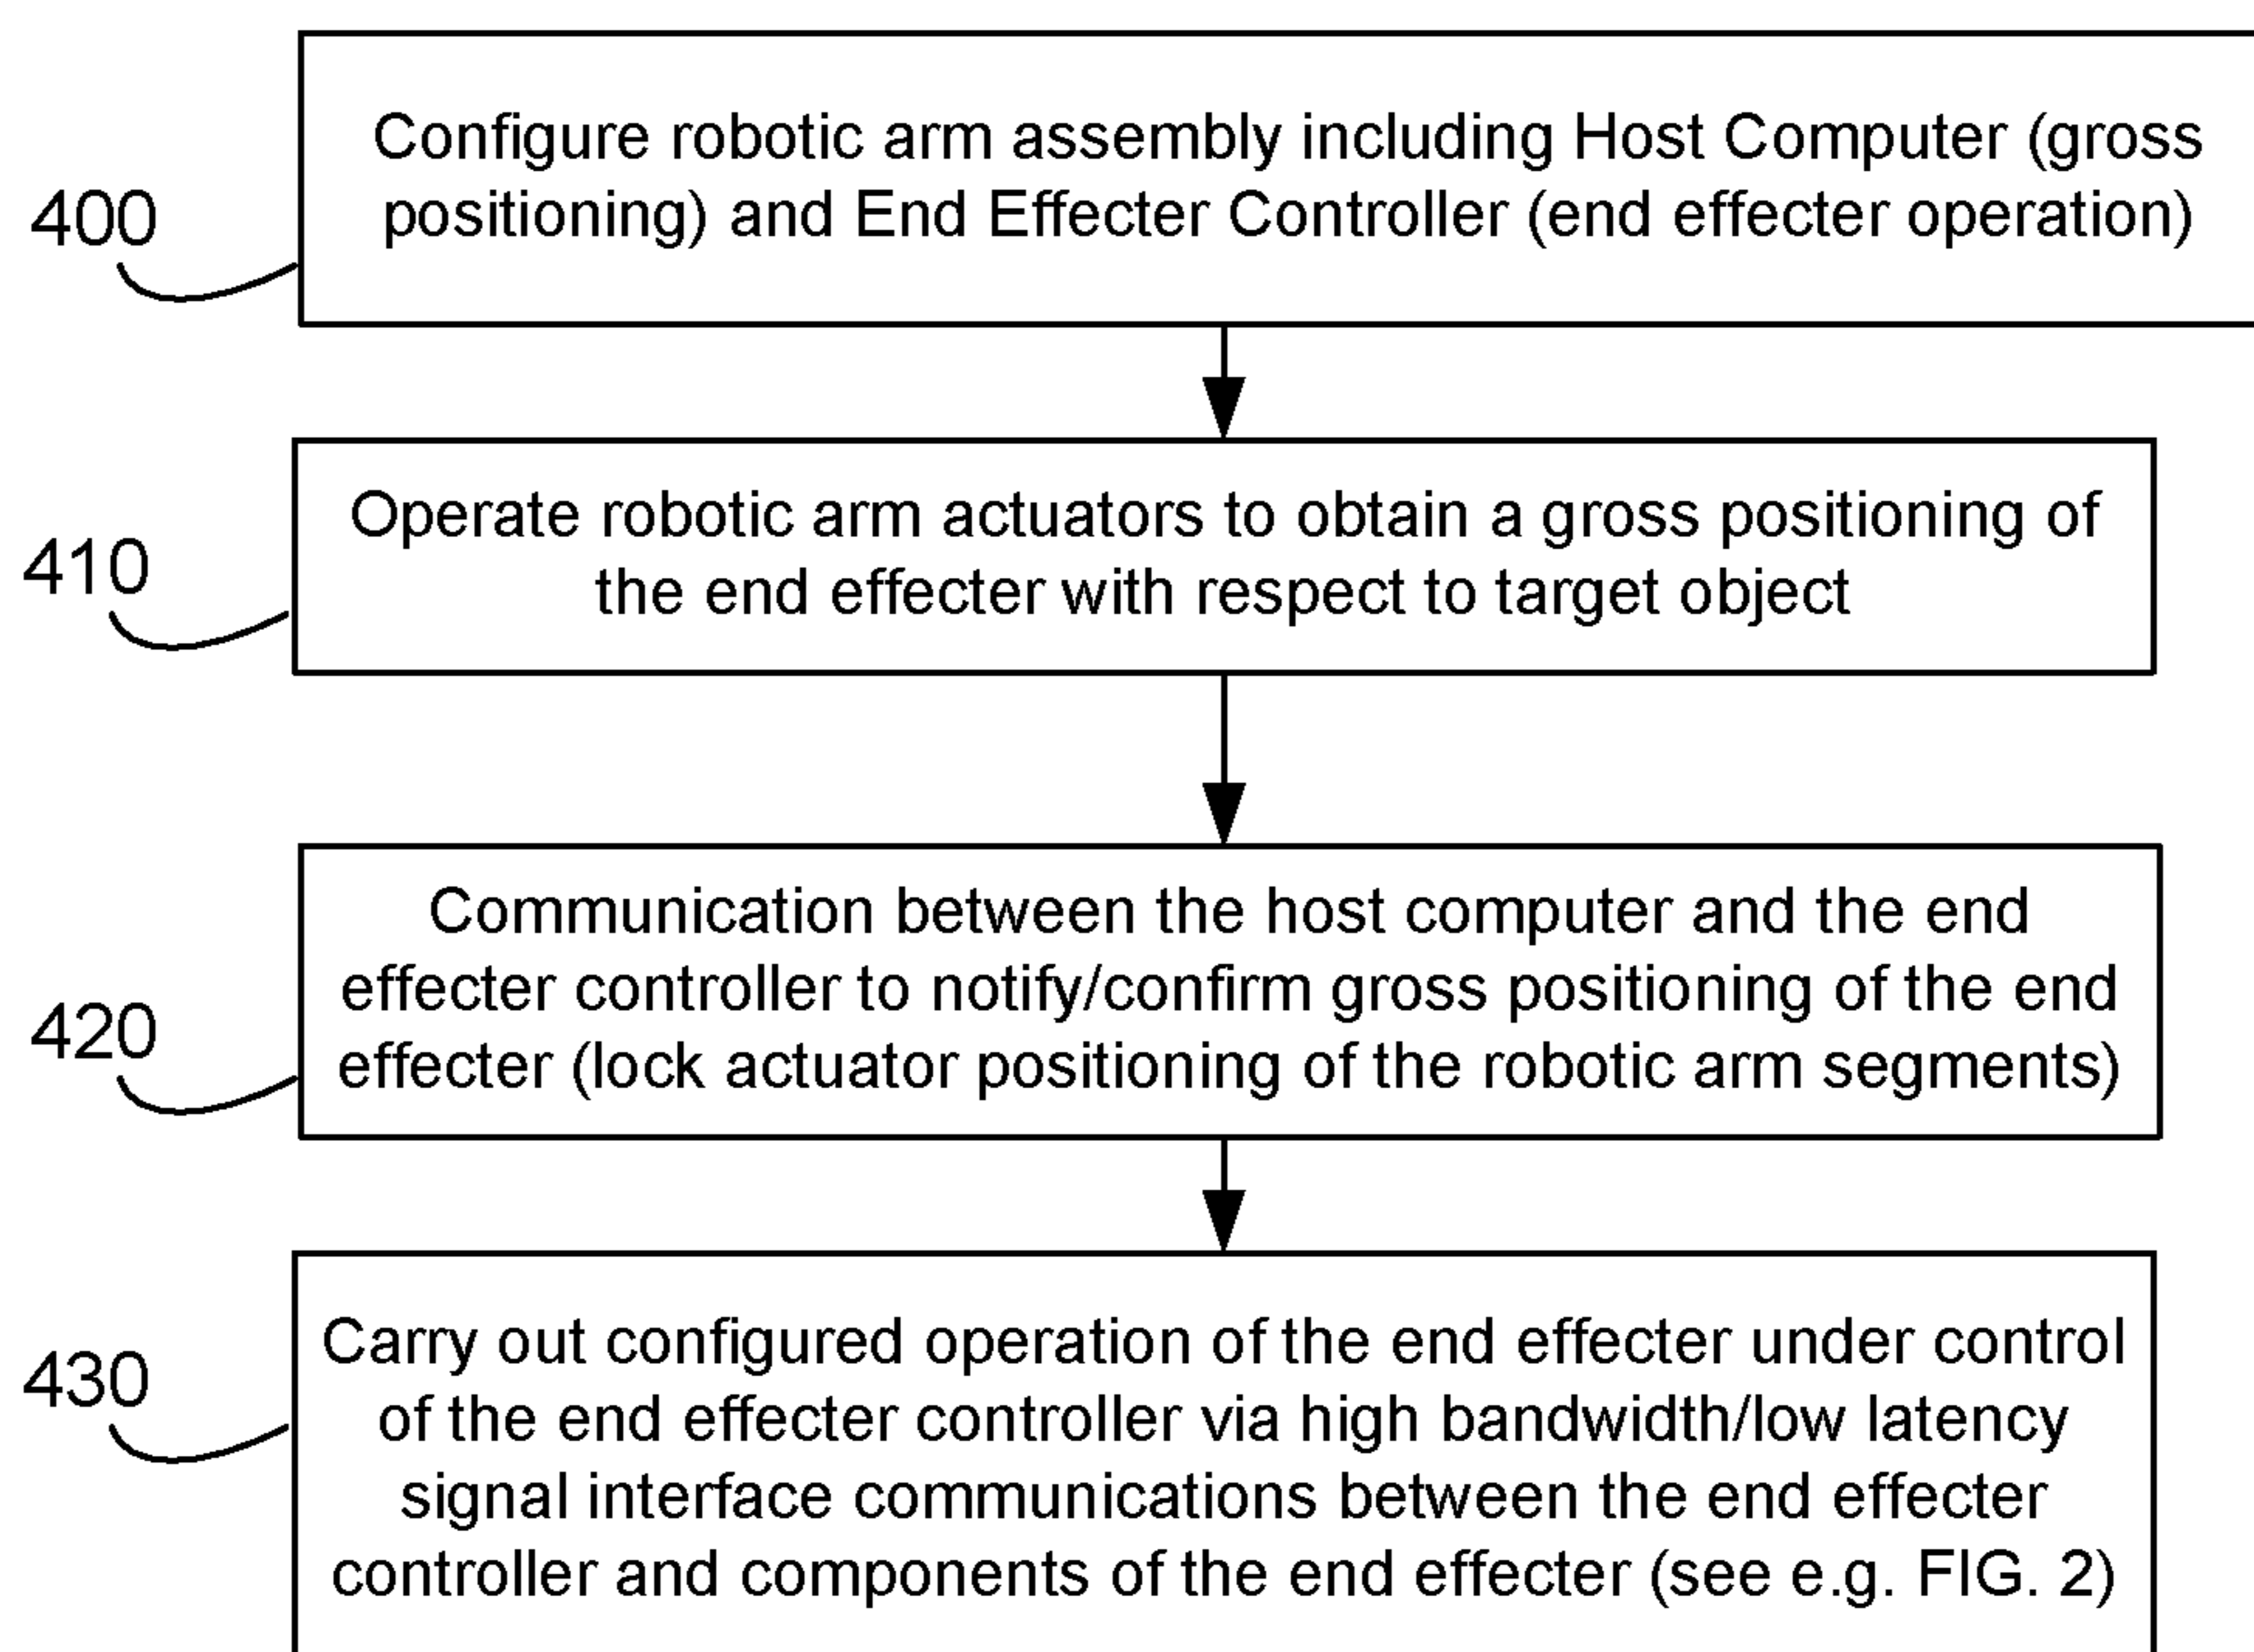 Configure robotic arm assembly including Host Computer (gross
positioning) and End Effecter Controller (end effecter operation)
400
Operate robotic arm actuators to obtain a gross positioning of
the end effecter with respect to target object
410
Communication between the host computer and the end
effecter controller to notify/confirm gross positioning of the end
effecter (lock actuator positioning of the robotic arm segments)
420
Carry out configured operation of the end effecter under control
of the end effecter controller via high bandwidth/low latency
signal interface communications between the end effecter
controller and components of the end effecter (see e.g. FIG. 2)
430